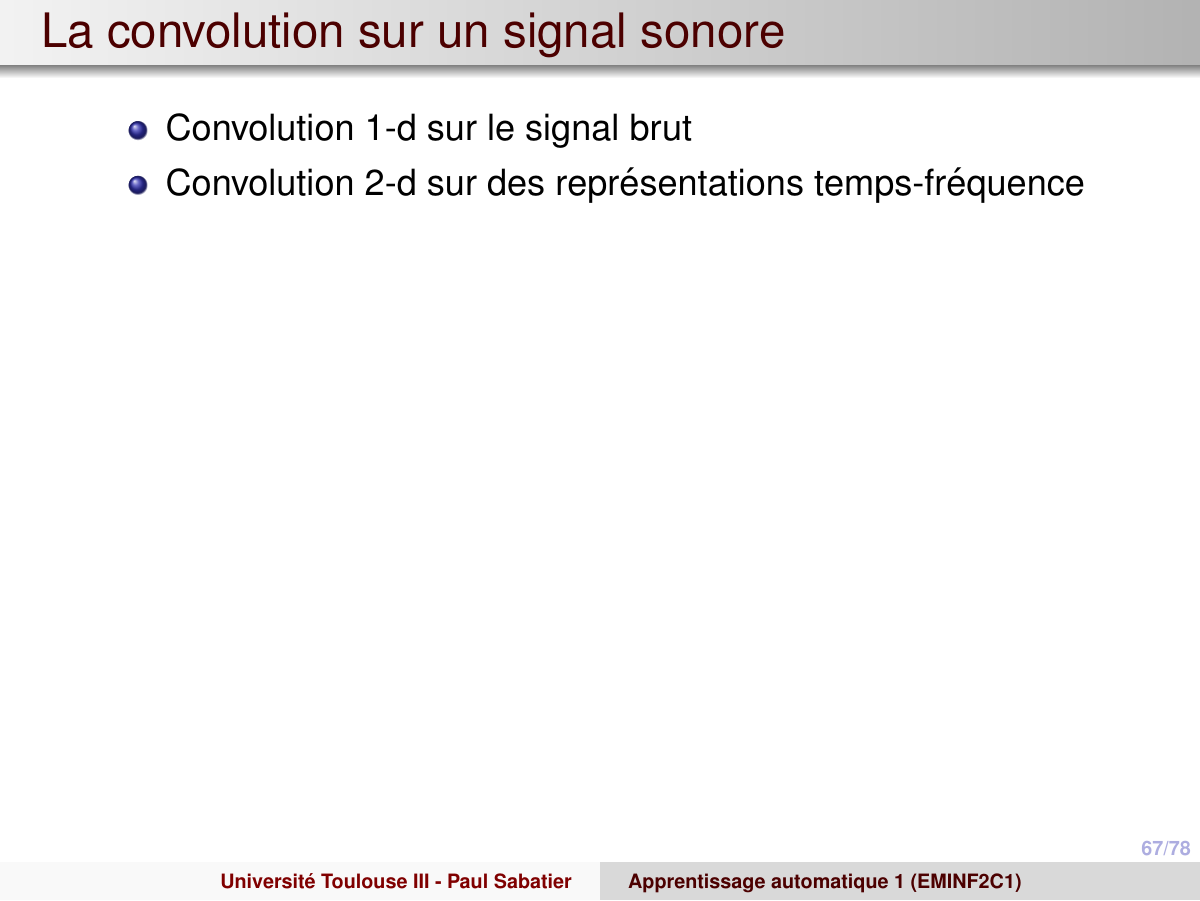 La convolution sur un signal sonore
Convolution 1-d sur le signal brut
Convolution 2-d sur des représentations temps-fréquence
67/78
Université Toulouse III - Paul Sabatier
Apprentissage automatique 1 (EMINF2C1)